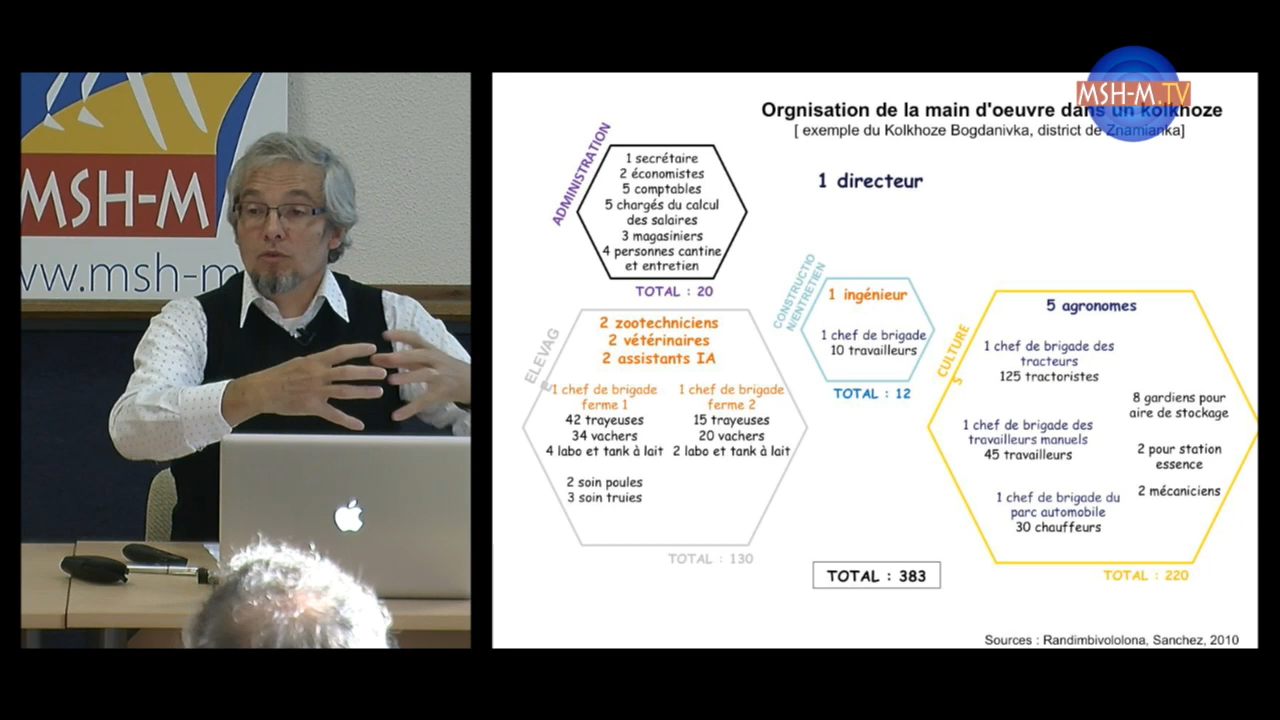 MSH-M
ww.msh-m
MSH-M.TV
Orgnisation de la main d'oeuvre dans un kolkhoze
[ exemple du Kolkhoze Bogdanivka, district de Znamianka]
1 directeur
ADMINISTRATION
1 secrétaire
2 économistes
5 comptables
5 chargés du calcul
des salaires
3 magasiniers
4 personnes cantine
et entretien
TOTAL : 20
ELEVAG
E
2 zootechniciens
2 vétérinaires
2 assistants IA
1 chef de brigade
ferme 1
42 trayeuses
34 vachers
4 labo et tank à lait
2 soin poules
3 soin truies
1 chef de brigade
ferme 2
15 trayeuses
20 vachers
2 labo et tank à lait
TOTAL : 130
CONSTRUCTIO
N/ENTRETIEN
1 ingénieur
1 chef de brigade
10 travailleurs
TOTAL : 12
CULTURE
S
5 agronomes
1 chef de brigade des
tracteurs
125 tractoristes
1 chef de brigade des
travailleurs manuels
45 travailleurs
1 chef de brigade du
parc automobile
30 chauffeurs
8 gardiens pour
aire de stockage
2 pour station
essence
2 mécaniciens
TOTAL : 220
TOTAL : 383
Sources : Randimbivololona, Sanchez, 2010